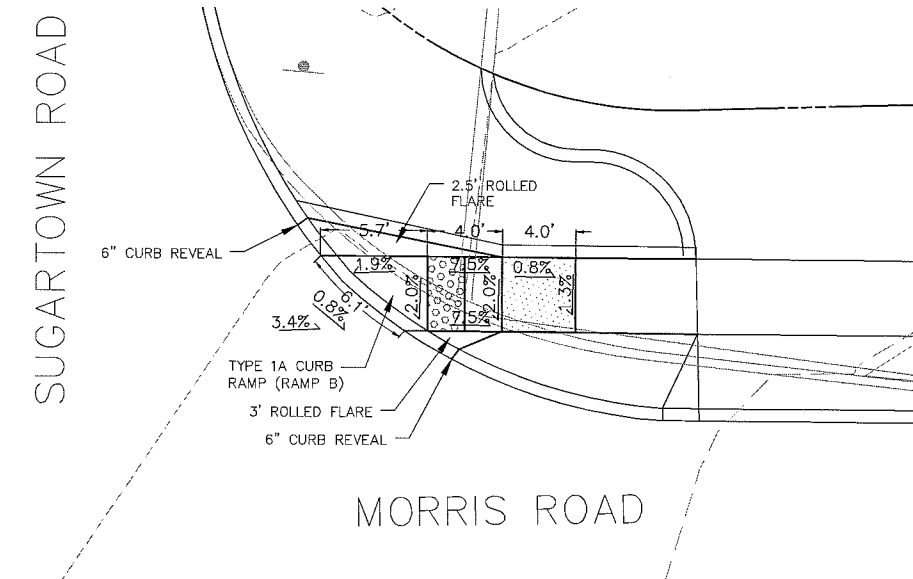 SUGARTOWN ROAD
2.5' ROLLED
FLARE
5.7'
4.0'
4.0'
6" CURB REVEAL
1.9%
7.5%
0.8%
2.0%
2.0%
1.3%
6.1'
0.8%
7.5%
3.4%
TYPE 1A CURB
RAMP (RAMP B)
3' ROLLED FLARE
6" CURB REVEAL
MORRIS ROAD